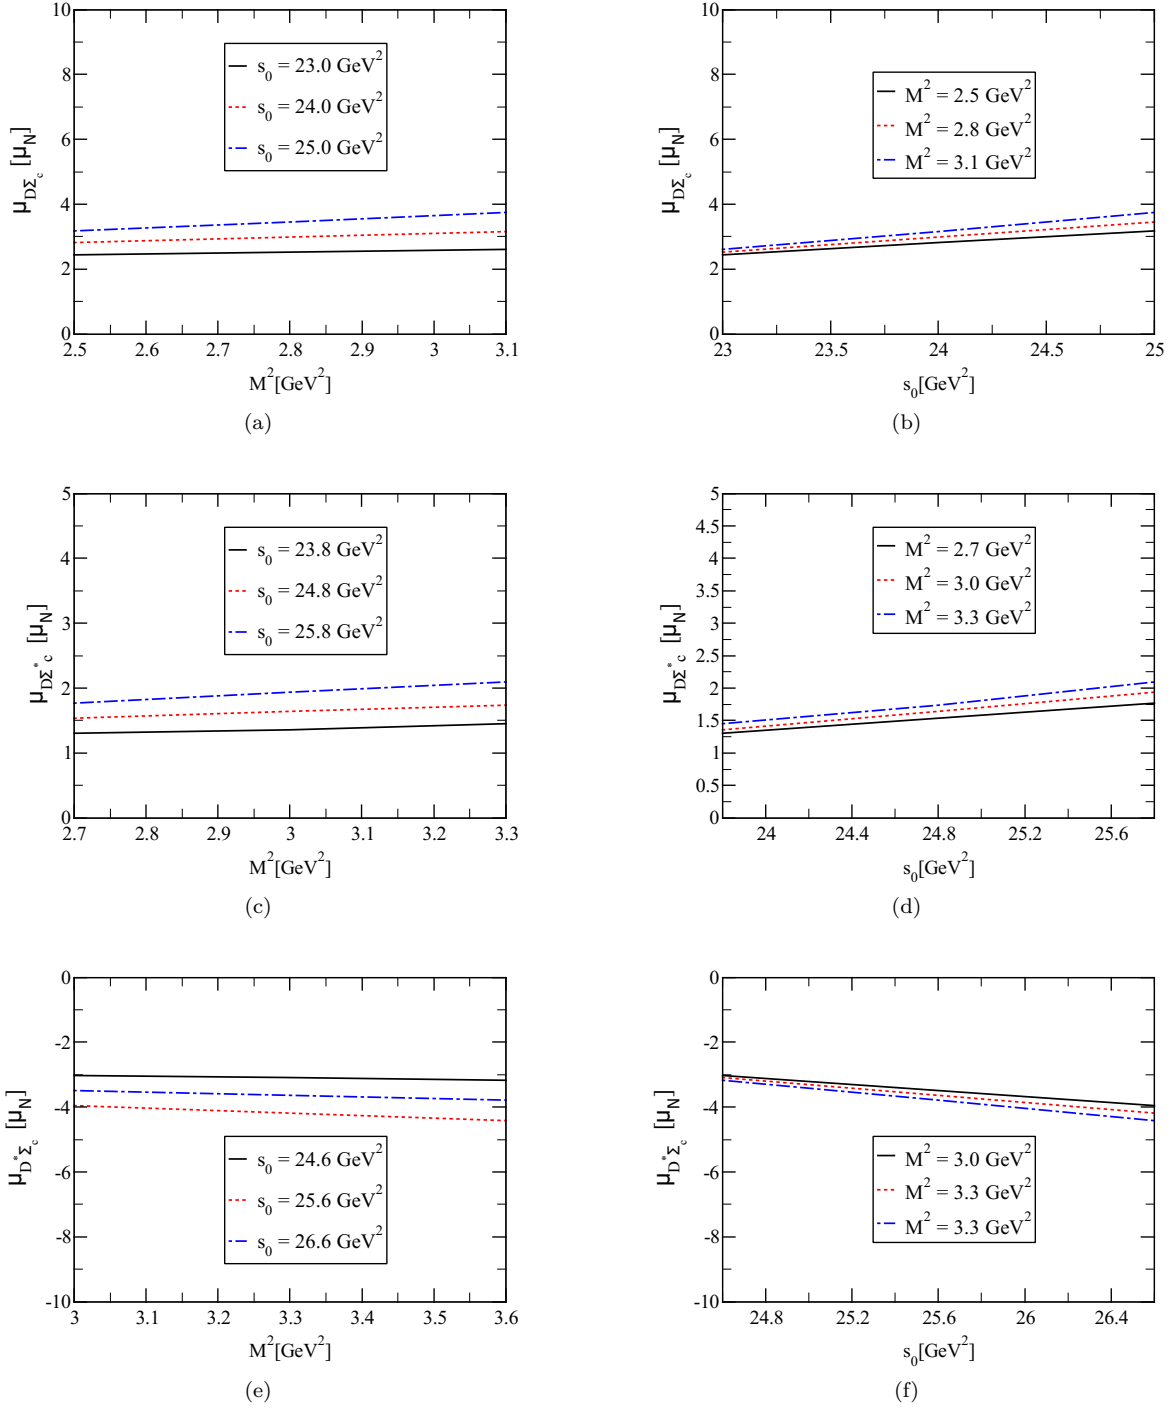 10
8
6
4
2
0
μ_{DΣ_c} [μ_N]
s_0 = 23.0 GeV^2
s_0 = 24.0 GeV^2
s_0 = 25.0 GeV^2
2.5 2.6 2.7 2.8 2.9 3 3.1
M^2[GeV^2]
(a)
10
8
6
4
2
0
μ_{DΣ_c} [μ_N]
M^2 = 2.5 GeV^2
M^2 = 2.8 GeV^2
M^2 = 3.1 GeV^2
23 23.5 24 24.5 25
s_0[GeV^2]
(b)
5
4
3
2
1
0
μ_{DΣ^*_c} [μ_N]
s_0 = 23.8 GeV^2
s_0 = 24.8 GeV^2
s_0 = 25.8 GeV^2
2.7 2.8 2.9 3 3.1 3.2 3.3
M^2[GeV^2]
(c)
5
4.5
4
3.5
3
2.5
2
1.5
1
0.5
0
μ_{DΣ^*_c} [μ_N]
M^2 = 2.7 GeV^2
M^2 = 3.0 GeV^2
M^2 = 3.3 GeV^2
24 24.4 24.8 25.2 25.6
s_0[GeV^2]
(d)
0
-2
-4
-6
-8
-10
μ_{D^*Σ_c} [μ_N]
s_0 = 24.6 GeV^2
s_0 = 25.6 GeV^2
s_0 = 26.6 GeV^2
3 3.1 3.2 3.3 3.4 3.5 3.6
M^2[GeV^2]
(e)
0
-2
-4
-6
-8
-10
μ_{D^*Σ_c} [μ_N]
M^2 = 3.0 GeV^2
M^2 = 3.3 GeV^2
M^2 = 3.3 GeV^2
24.8 25.2 25.6 26 26.4
s_0[GeV^2]
(f)